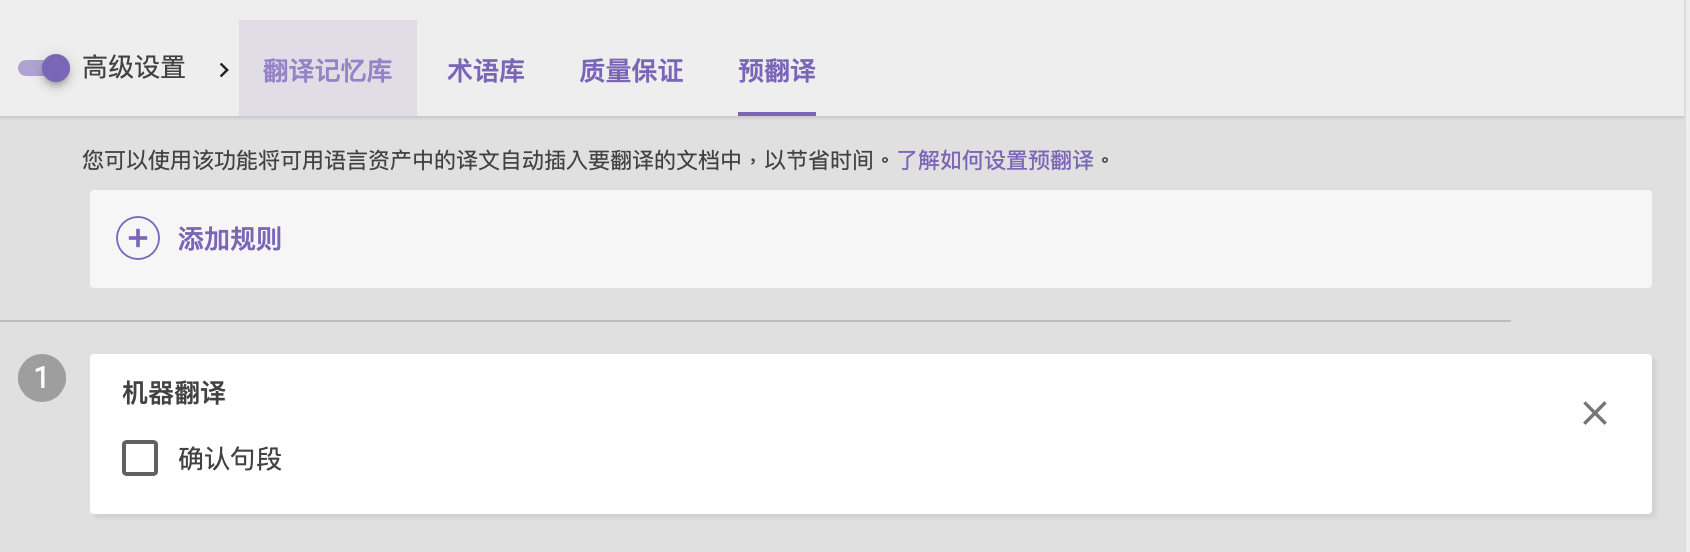 高级设置 > 翻译记忆库 术语库 质量保证 预翻译
您可以使用该功能将可用语言资产中的译文自动插入要翻译的文档中，以节省时间。了解如何设置预翻译。
添加规则
1
机器翻译
确认句段